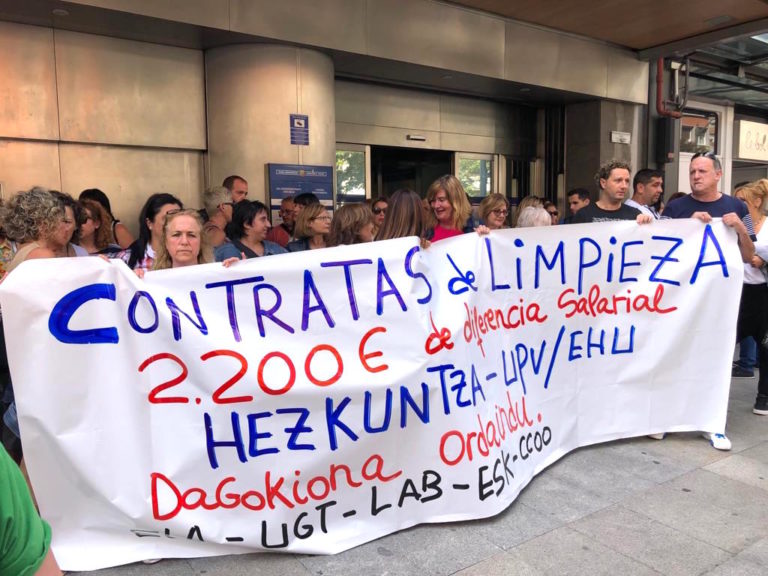 CONTRATAS de LiMPiEZA
2.200€ de diferencia Salarial
HEZKUNTZA-UPV/EHU
DAGOKiona Ordaindu.
ELA-UGT-LAB-ESK-CCOO